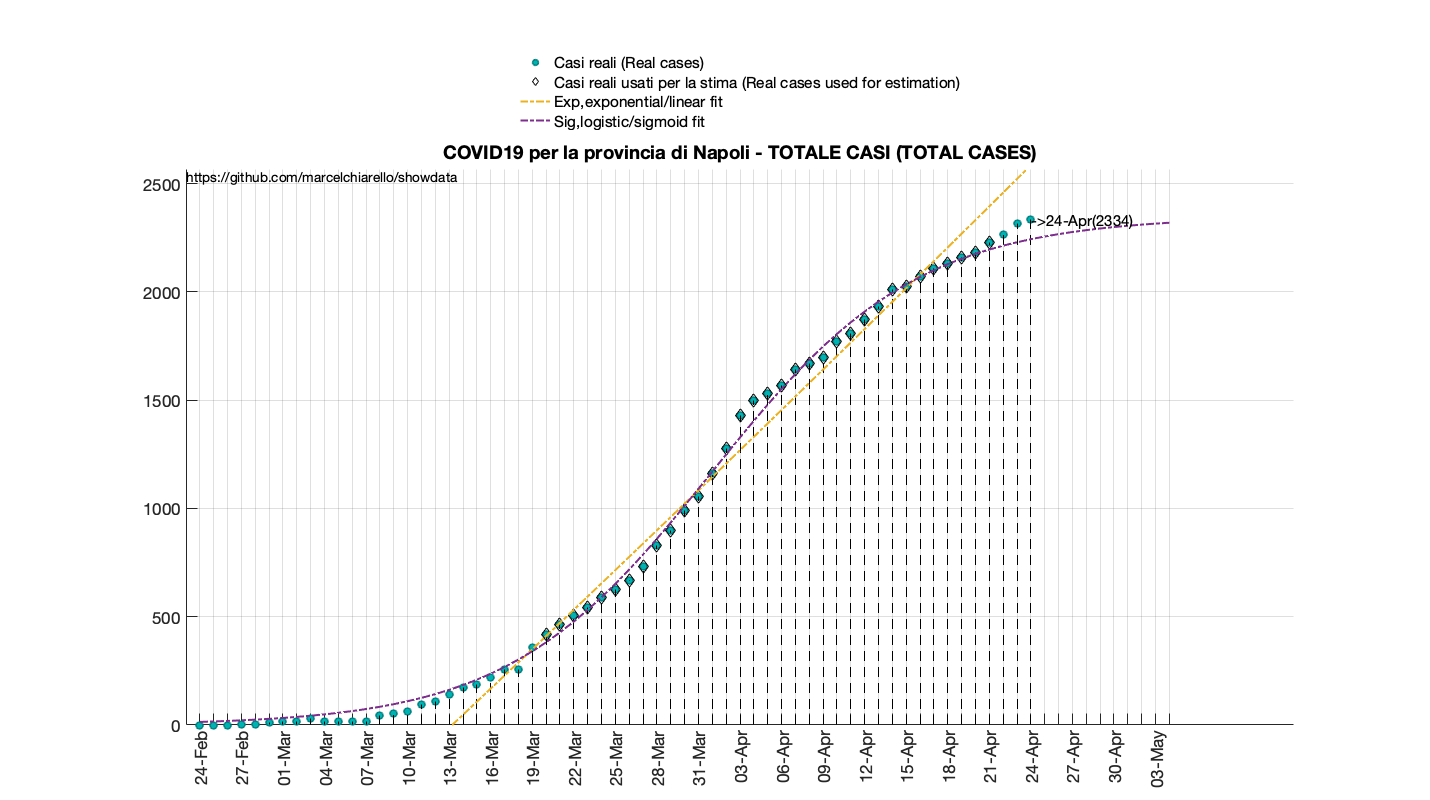 Casi reali (Real cases)
Casi reali usati per la stima (Real cases used for estimation)
Exp,exponential/linear fit
Sig,logistic/sigmoid fit
COVID19 per la provincia di Napoli - TOTALE CASI (TOTAL CASES)
https://github.com/marcelchiarello/showdata
2500
->24-Apr(2334)
2000
1500
1000
500
0
24-Feb
27-Feb
01-Mar
04-Mar
07-Mar
10-Mar
13-Mar
16-Mar
19-Mar
22-Mar
25-Mar
28-Mar
31-Mar
03-Apr
06-Apr
09-Apr
12-Apr
15-Apr
18-Apr
21-Apr
24-Apr
27-Apr
30-Apr
03-May